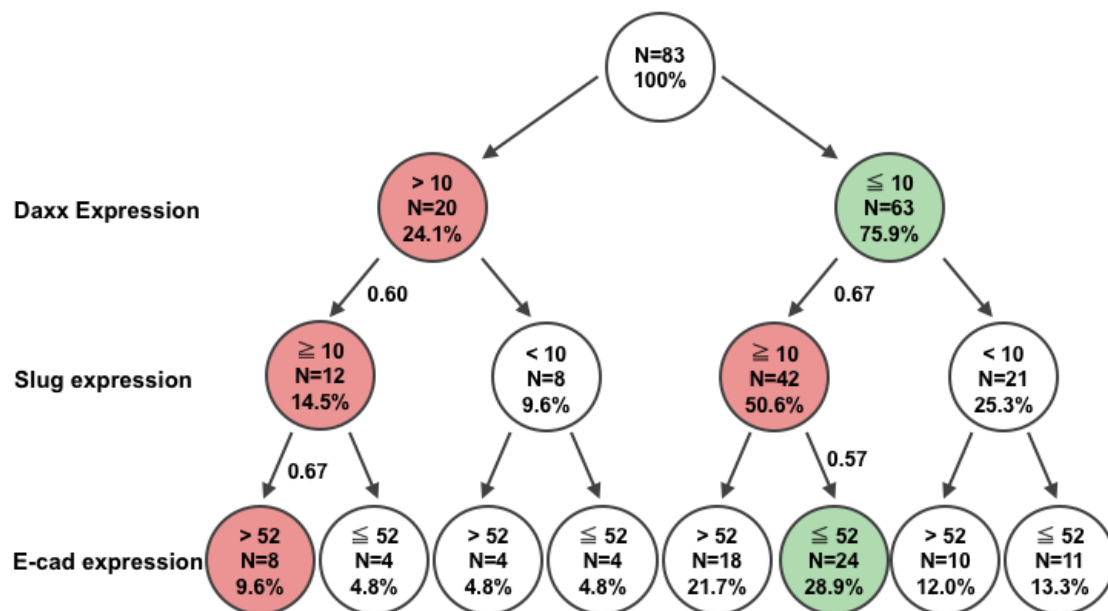 N=83
100%
Daxx Expression
> 10
N=20
24.1%
≦ 10
N=63
75.9%
0.60
0.67
Slug expression
≧ 10
N=12
14.5%
< 10
N=8
9.6%
≧ 10
N=42
50.6%
< 10
N=21
25.3%
0.67
0.57
E-cad expression
> 52
N=8
9.6%
≦ 52
N=4
4.8%
> 52
N=4
4.8%
≦ 52
N=4
4.8%
> 52
N=18
21.7%
≦ 52
N=24
28.9%
> 52
N=10
12.0%
≦ 52
N=11
13.3%